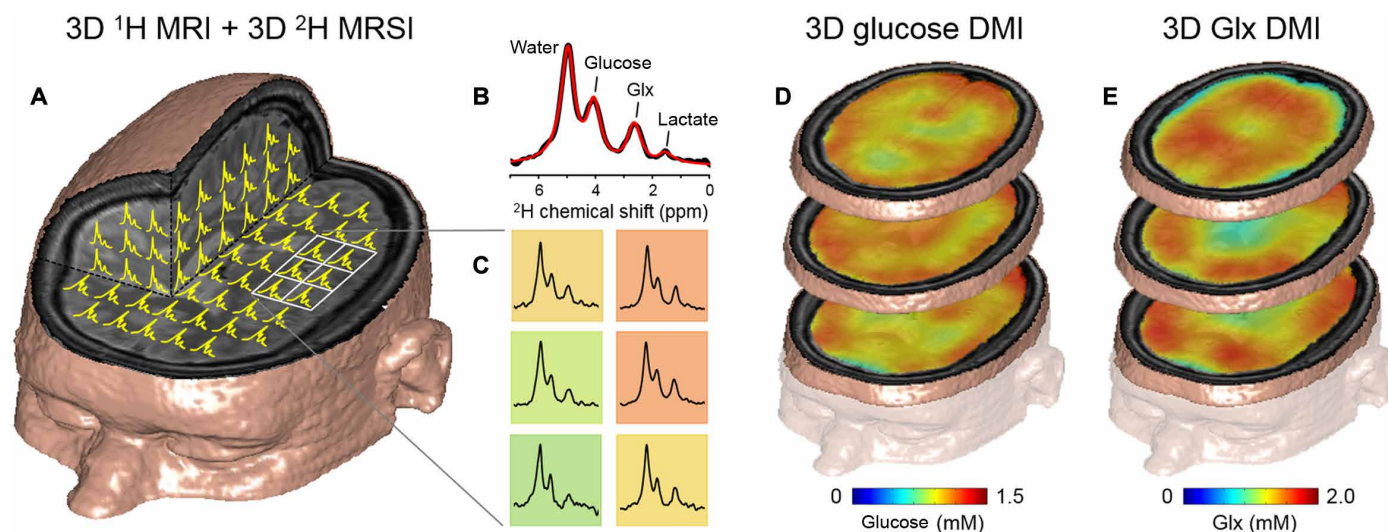 3D ¹H MRI + 3D ²H MRSI
3D glucose DMI
3D Glx DMI
A
B
Water
Glucose
Glx
Lactate
6 4 2 0
²H chemical shift (ppm)
C
D
E
0 1.5
Glucose (mM)
0 2.0
Glx (mM)